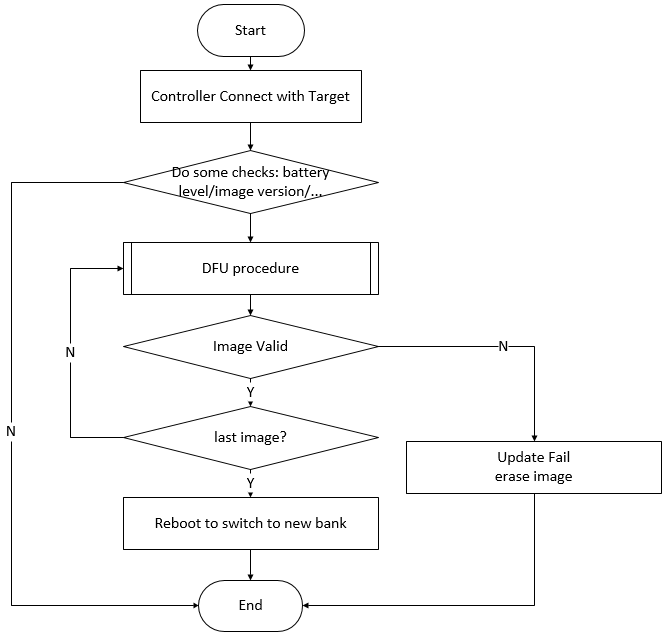 Start
Controller Connect with Target
Do some checks: battery
level/image version/...
DFU procedure
Image Valid
N
N
Y
N
last image?
Update Fail
erase image
Y
Reboot to switch to new bank
End